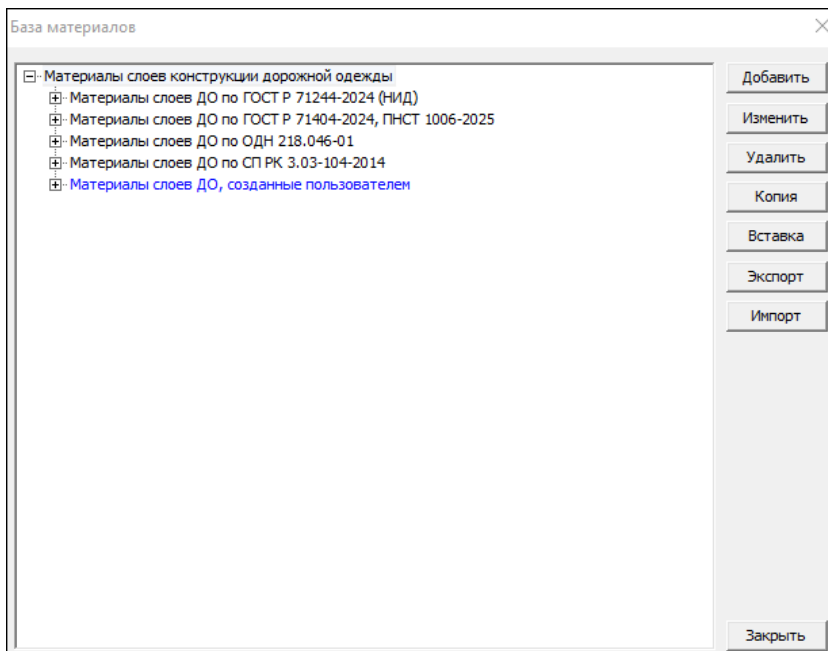 База материалов
Материалы слоев конструкции дорожной одежды
Материалы слоев ДО по ГОСТ Р 71244-2024 (НИД)
Материалы слоев ДО по ГОСТ Р 71404-2024, ПНСТ 1006-2025
Материалы слоев ДО по ОДН 218.046-01
Материалы слоев ДО по СП РК 3.03-104-2014
Материалы слоев ДО, созданные пользователем
Добавить
Изменить
Удалить
Копия
Вставка
Экспорт
Импорт
Закрыть